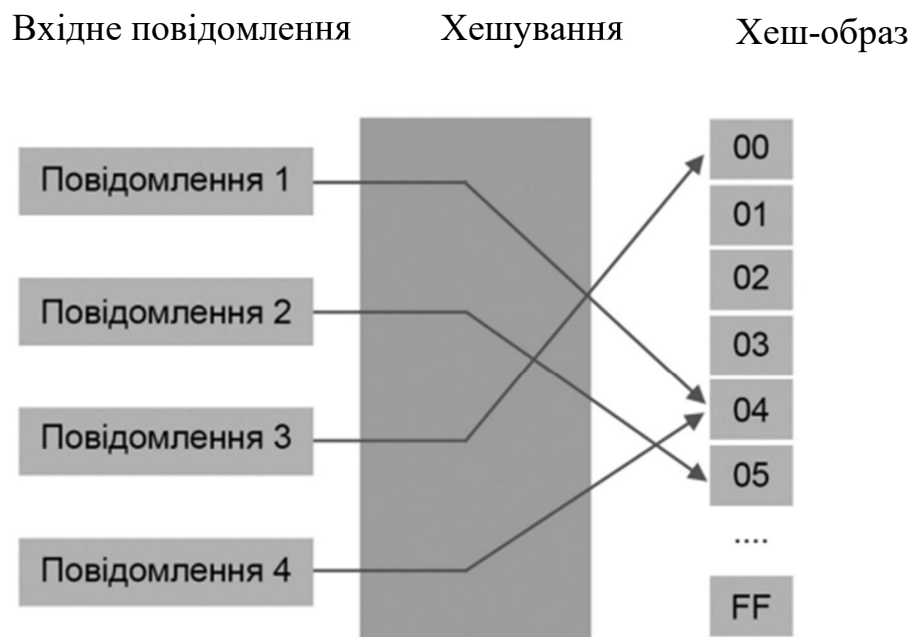 Вхідне повідомлення Хешування Хеш-образ
Повідомлення 1
Повідомлення 2
Повідомлення 3
Повідомлення 4
00
01
02
03
04
05
....
FF